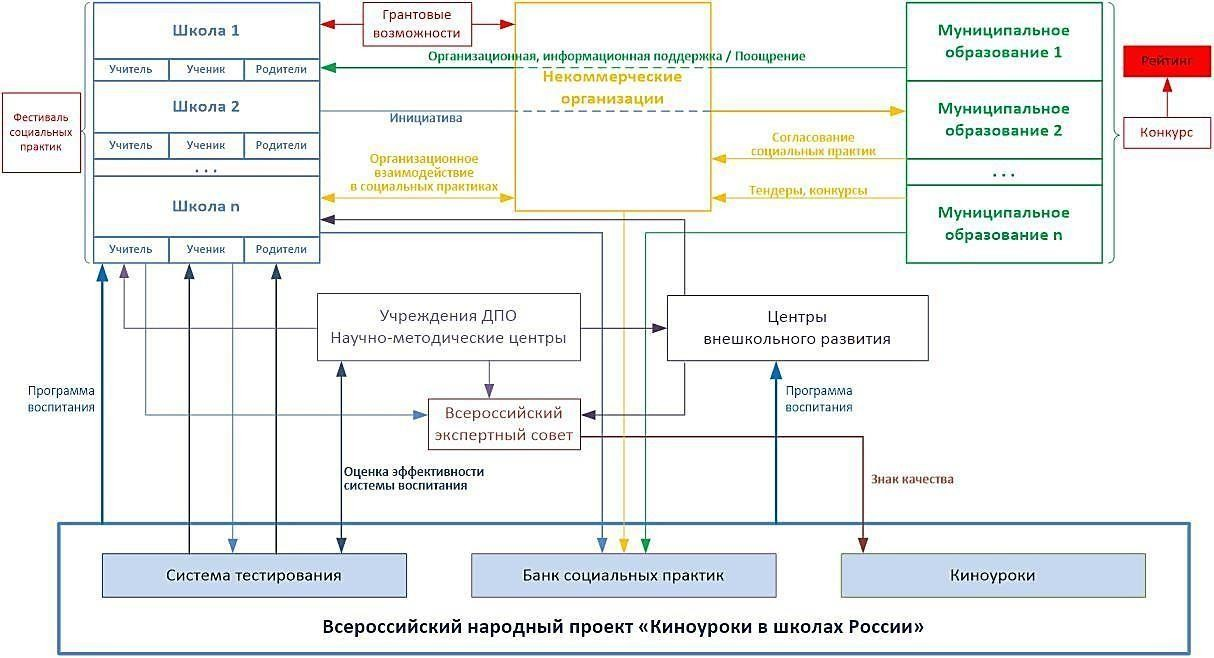 Школа 1
Учитель
Ученик
Родители
Школа 2
Учитель
Ученик
Родители
...
Школа n
Учитель
Ученик
Родители
Фестиваль
социальных
практик
Грантовые
возможности
Организационная, информационная поддержка / Поощрение
Некоммерческие
организации
Инициатива
Организационное
взаимодействие
в социальных практиках
Согласование
социальных практик
Тендеры, конкурсы
Муниципальное
образование 1
Муниципальное
образование 2
...
Муниципальное
образование n
Рейтинг
Конкурс
Учреждения ДПО
Научно-методические центры
Центры
внешкольного развития
Программа
воспитания
Всероссийский
экспертный совет
Программа
воспитания
Оценка эффективности
системы воспитания
Знак качества
Система тестирования
Банк социальных практик
Киноуроки
Всероссийский народный проект «Киноуроки в школах России»